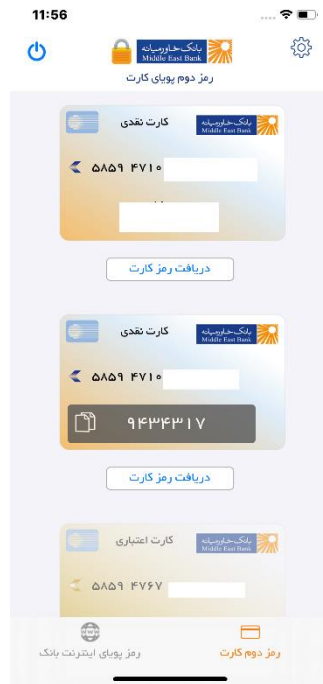 11:56
بانک خاورمیانه
Middle East Bank
رمز دوم پویای کارت
کارت نقدی
بانک خاورمیانه
Middle East Bank
۵۸۵۹ ۴۷۱۰
دریافت رمز کارت
کارت نقدی
بانک خاورمیانه
Middle East Bank
۵۸۵۹ ۴۷۱۰
۹۴۳۴۳۱۷
دریافت رمز کارت
کارت اعتباری
بانک خاورمیانه
Middle East Bank
۵۸۵۹ ۴۷۶۷
www
رمز دوم کارت
رمز پویای اینترنت بانک